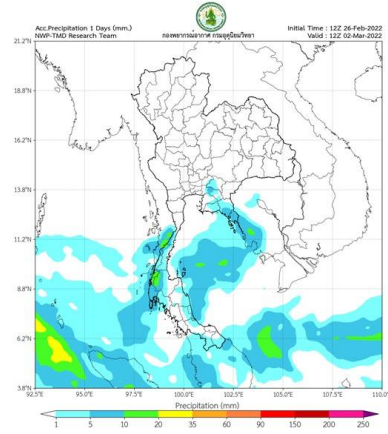 Acc.Precipitation 1 Days (mm.)
NWP-TMD Research Team
กองพยากรณ์อากาศ กรมอุตุนิยมวิทยา
Initial Time : 12Z 26-Feb-2022
Valid : 12Z 02-Mar-2022
21.2°N
18.8°N
16.2°N
13.8°N
11.2°N
8.8°N
6.2°N
3.8°N
92.5°E 95.0°E 97.5°E 100.0°E 102.5°E 105.0°E 107.5°E 110.0°
Precipitation (mm)
1 5 10 20 35 60 90 150 200 250